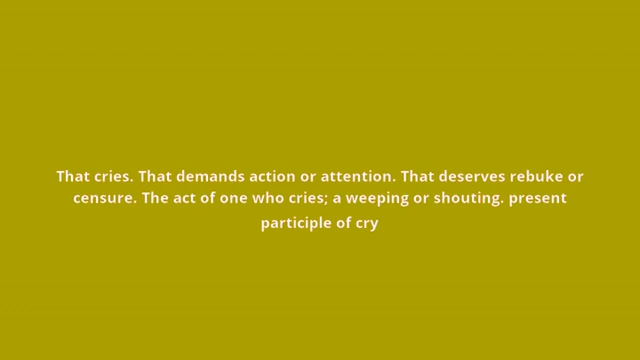 That cries. That demands action or attention. That deserves rebuke or
censure. The act of one who cries; a weeping or shouting. present
participle of cry